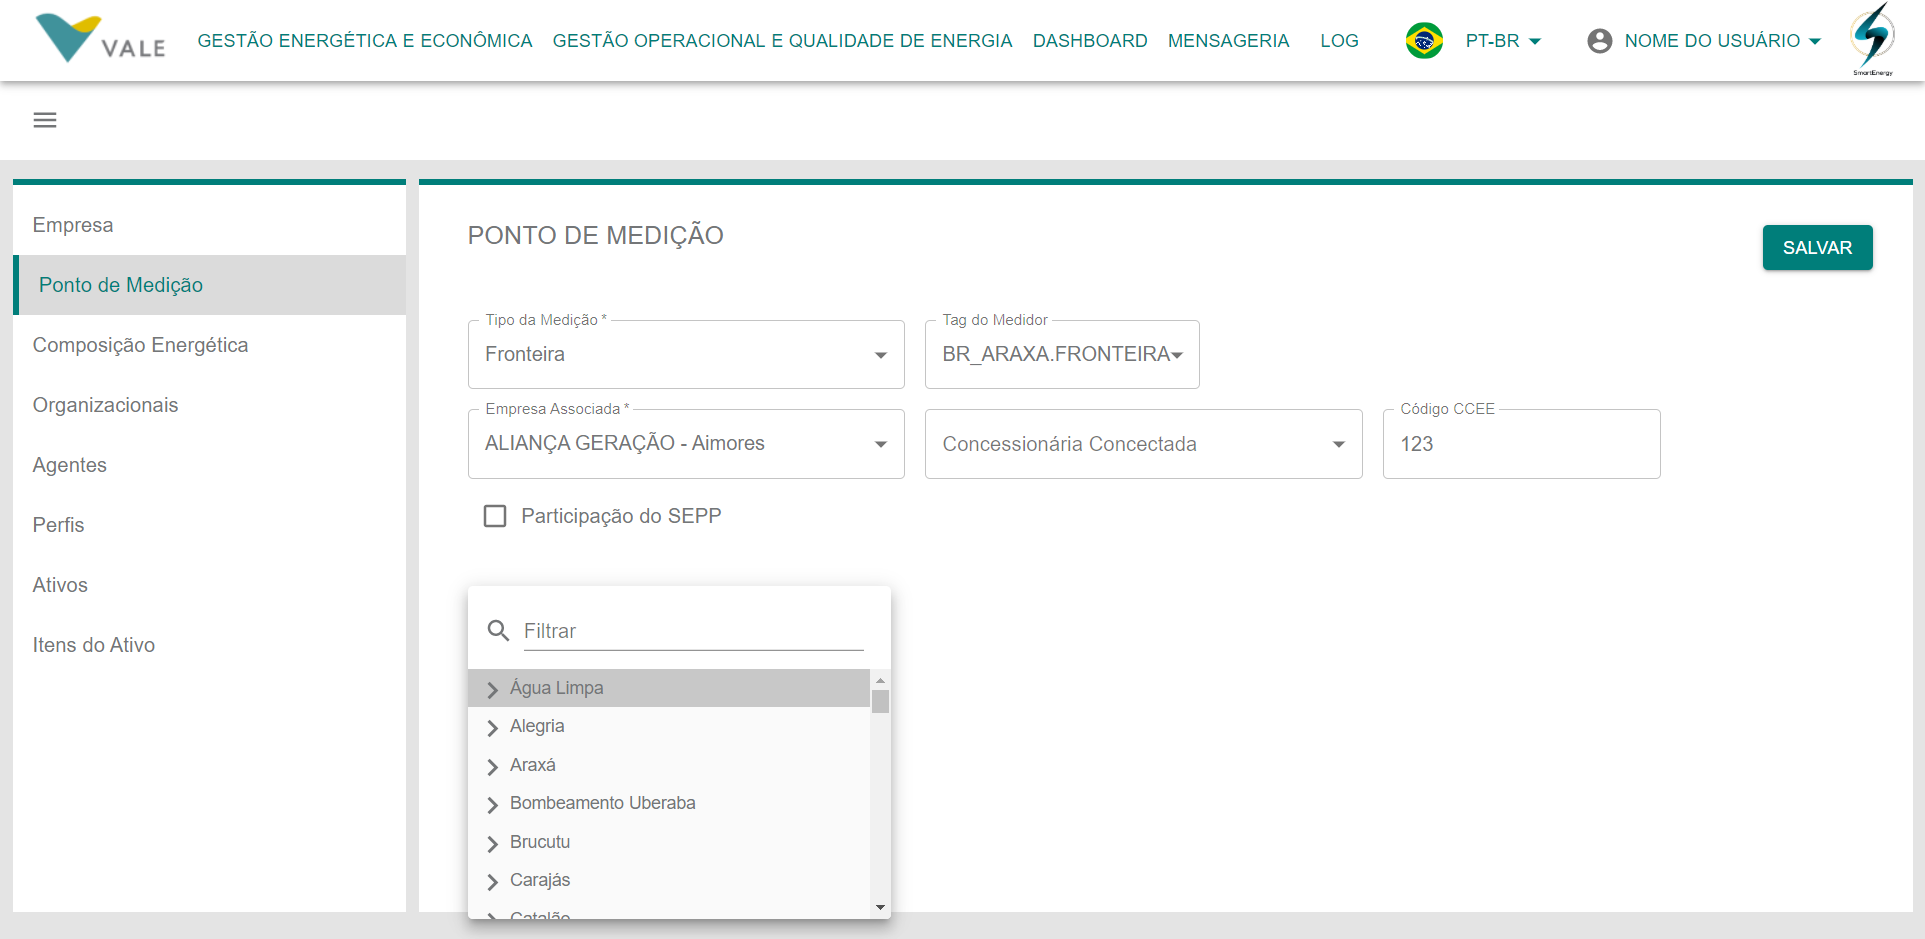 VALE
GESTÃO ENERGÉTICA E ECONÔMICA
GESTÃO OPERACIONAL E QUALIDADE DE ENERGIA
DASHBOARD
MENSAGERIA
LOG
PT-BR
NOME DO USUÁRIO
SmartEnergy
Empresa
Ponto de Medição
Composição Energética
Organizacionais
Agentes
Perfis
Ativos
Itens do Ativo
PONTO DE MEDIÇÃO
SALVAR
Tipo da Medição *
Fronteira
Tag do Medidor
BR_ARAXA.FRONTEIRA
Empresa Associada *
ALIANÇA GERAÇÃO - Aimores
Concessionária Concectada
Código CCEE
123
Participação do SEPP
Filtrar
Água Limpa
Alegria
Araxá
Bombeamento Uberaba
Brucutu
Carajás
Catalão